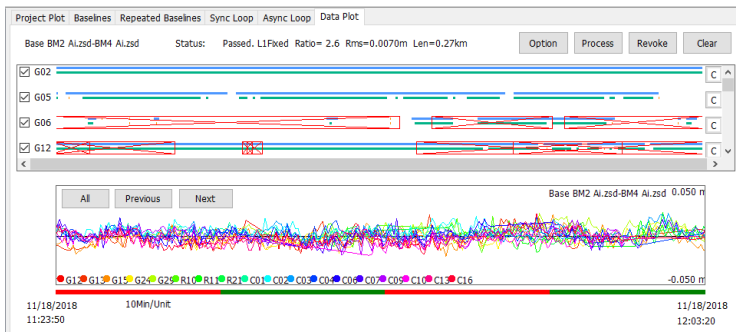 Project Plot Baselines Repeated Baselines Sync Loop Async Loop Data Plot
Base BM2 Ai.zsd-BM4 Ai.zsd Status: Passed. L1Fixed Ratio= 2.6 Rms=0.0070m Len=0.27km Option Process Revoke Clear
G02 C
G05 C
G06 C
G12 C
All Previous Next Base BM2 Ai.zsd-BM4 Ai.zsd 0.050 m
G12 G13 G15 G24 G29 R10 R11 R21 C01 C02 C03 C04 C06 C07 C09 C10 C13 C16 -0.050 m
11/18/2018 10Min/Unit 11/18/2018
11:23:50 12:03:20